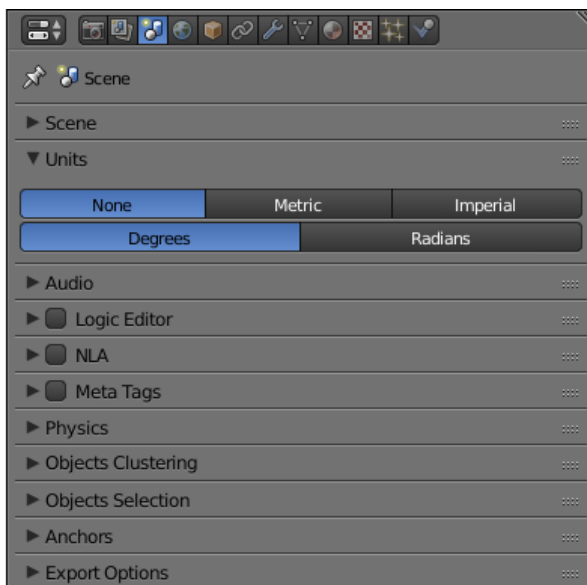 Scene
Scene
Units
None Metric Imperial
Degrees Radians
Audio
Logic Editor
NLA
Meta Tags
Physics
Objects Clustering
Objects Selection
Anchors
Export Options